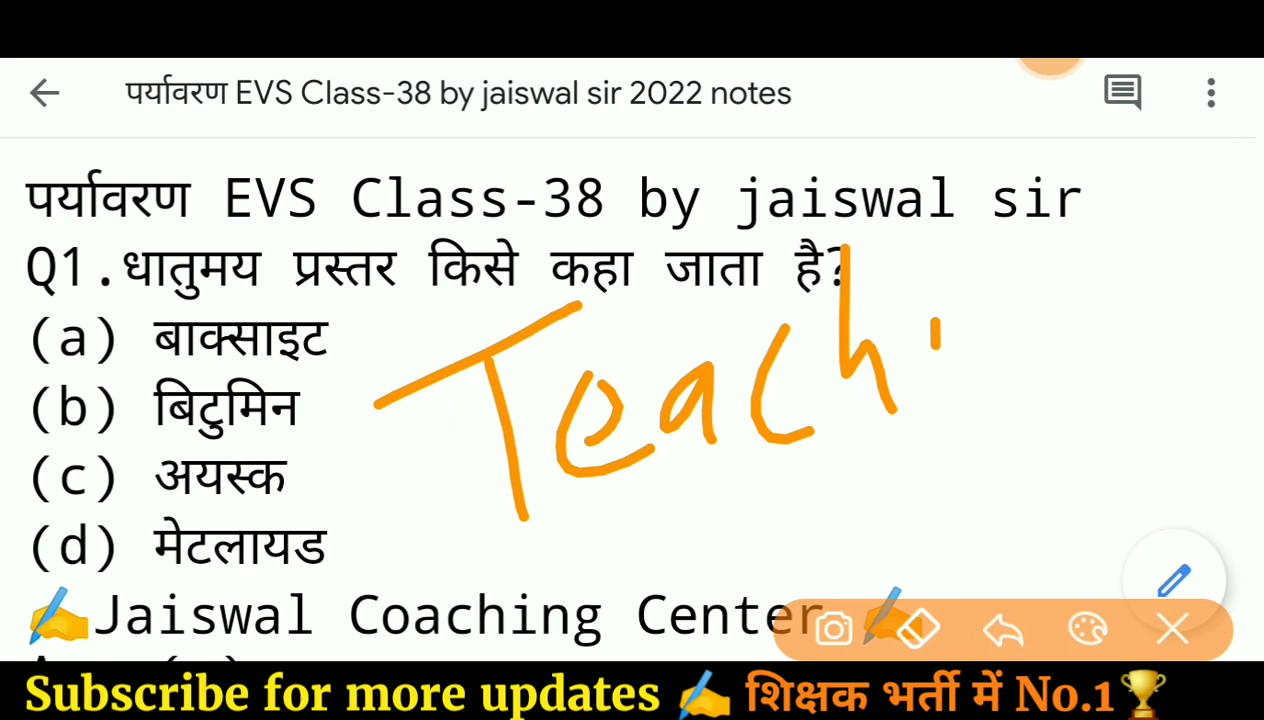 पर्यावरण EVS Class-38 by jaiswal sir 2022 notes
पर्यावरण EVS Class-38 by jaiswal sir
Q1.धातुमय प्रस्तर किसे कहा जाता है?
(a) बाक्साइट
(b) बिटुमिन
(c) अयस्क
(d) मेटलायड
Teach
✍️Jaiswal Coaching Center ✍️
Subscribe for more updates ✍️ शिक्षक भर्ती में No.1🏆